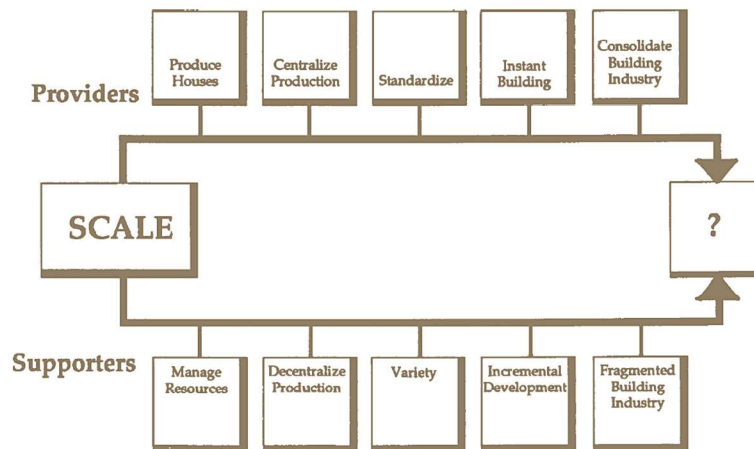 Produce
Houses
Centralize
Production
Standardize
Instant
Building
Consolidate
Building
Industry
Providers
SCALE
?
Supporters
Manage
Resources
Decentralize
Production
Variety
Incremental
Development
Fragmented
Building
Industry